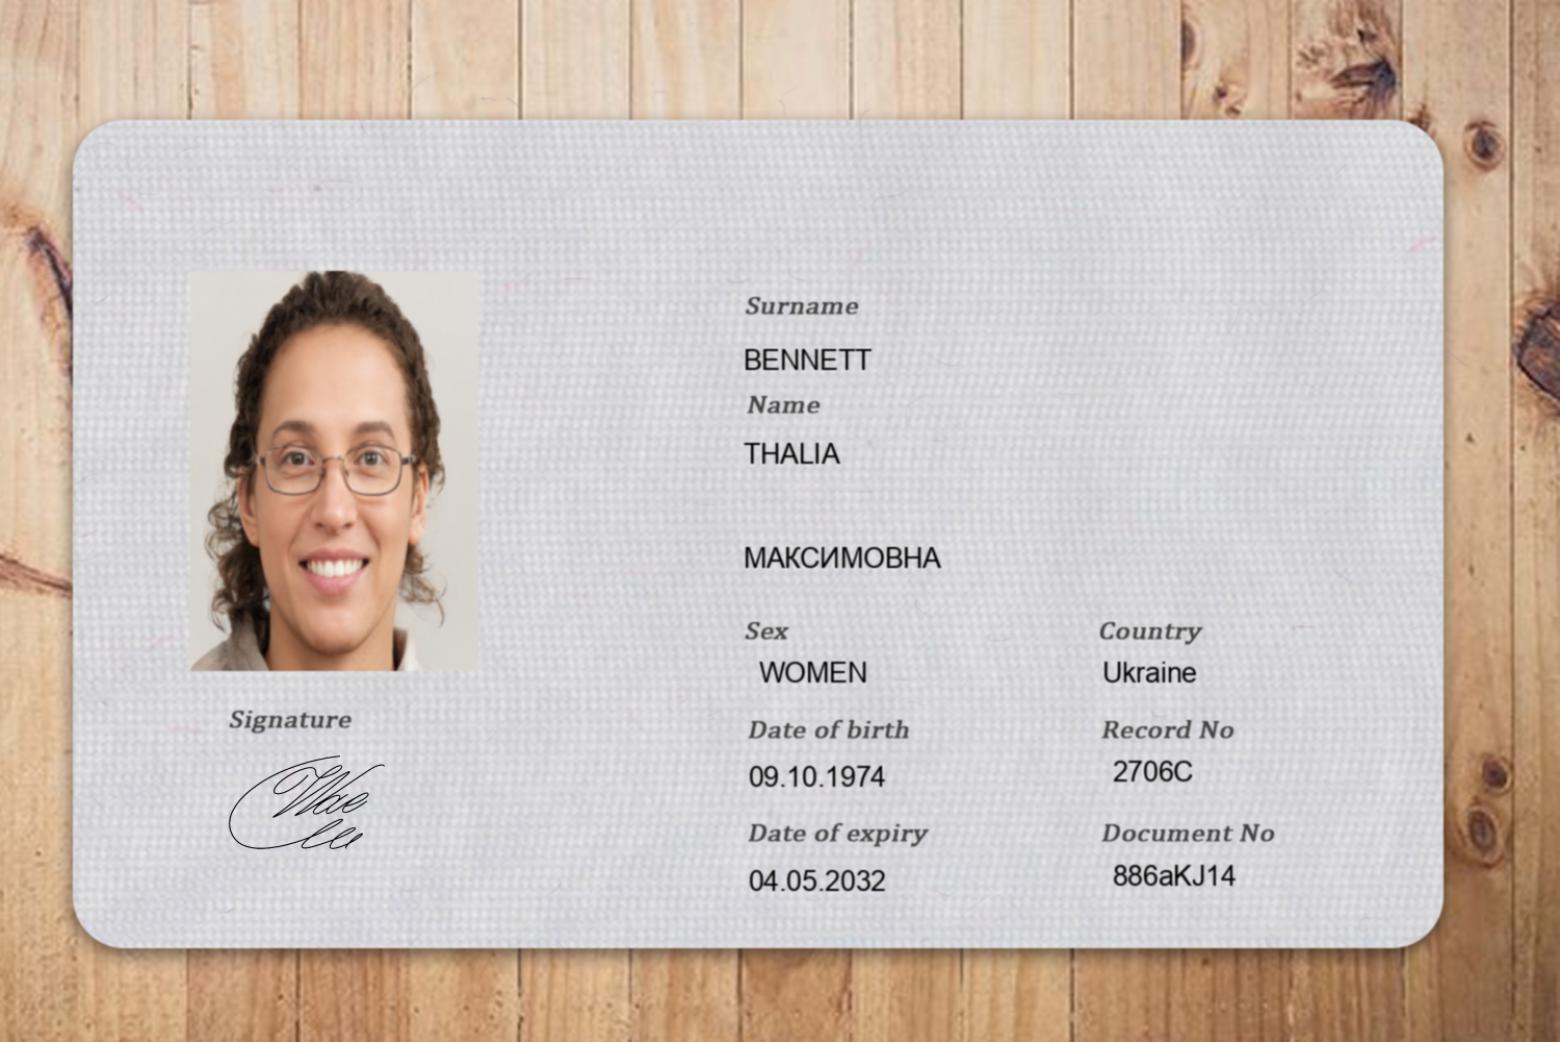 Surname
BENNETT
Name
THALIA
МАКСИМОВНА
Sex
Country
WOMEN
Ukraine
Date of birth
Record No
09.10.1974
2706C
Date of expiry
Document No
04.05.2032
886aKJ14
Signature